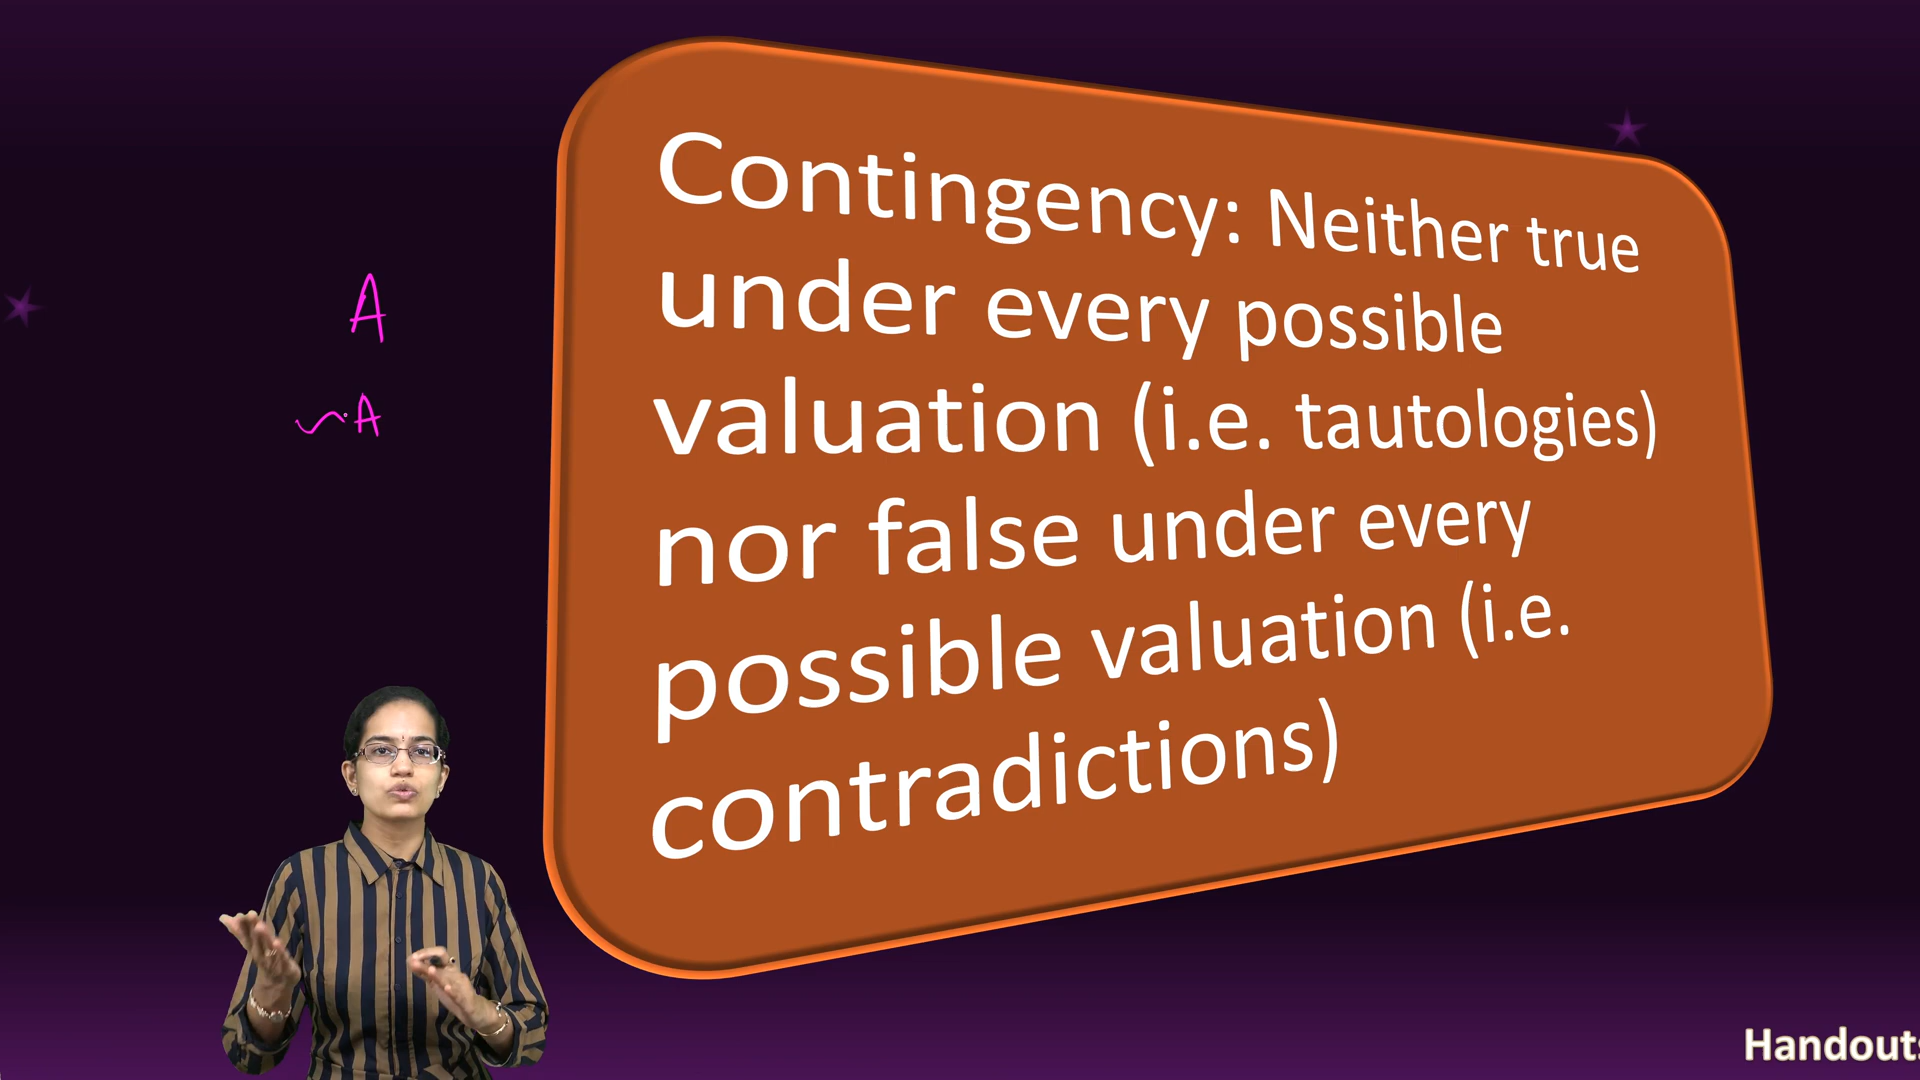 A
~A
Contingency: Neither true
under every possible
valuation (i.e. tautologies)
nor false under every
possible valuation (i.e.
contradictions)
Handouts